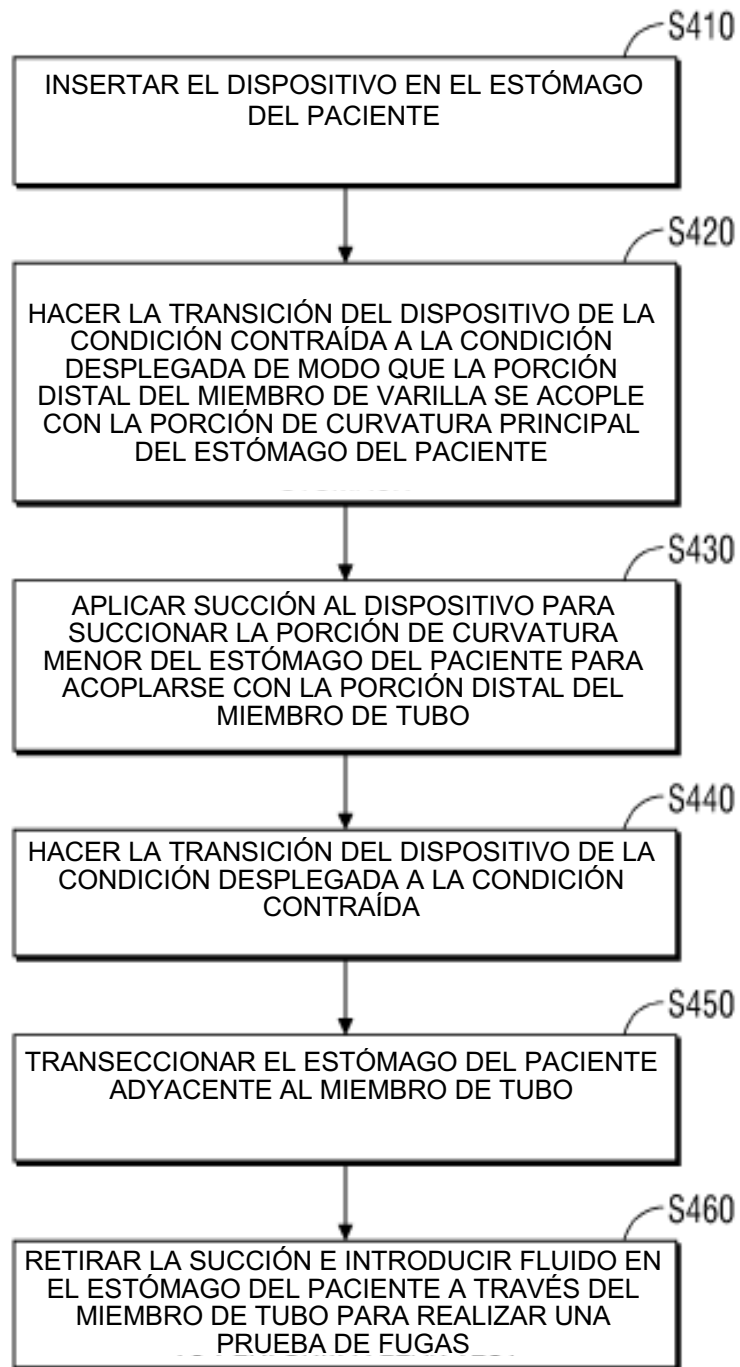 S410
INSERTAR EL DISPOSITIVO EN EL ESTÓMAGO
DEL PACIENTE
S420
HACER LA TRANSICIÓN DEL DISPOSITIVO DE LA
CONDICIÓN CONTRAÍDA A LA CONDICIÓN
DESPLEGADA DE MODO QUE LA PORCIÓN
DISTAL DEL MIEMBRO DE VARILLA SE ACOPLE
CON LA PORCIÓN DE CURVATURA PRINCIPAL
DEL ESTÓMAGO DEL PACIENTE
S430
APLICAR SUCCIÓN AL DISPOSITIVO PARA
SUCCIONAR LA PORCIÓN DE CURVATURA
MENOR DEL ESTÓMAGO DEL PACIENTE PARA
ACOPLARSE CON LA PORCIÓN DISTAL DEL
MIEMBRO DE TUBO
S440
HACER LA TRANSICIÓN DEL DISPOSITIVO DE LA
CONDICIÓN DESPLEGADA A LA CONDICIÓN
CONTRAÍDA
S450
TRANSECCIONAR EL ESTÓMAGO DEL PACIENTE
ADYACENTE AL MIEMBRO DE TUBO
S460
RETIRAR LA SUCCIÓN E INTRODUCIR FLUIDO EN
EL ESTÓMAGO DEL PACIENTE A TRAVÉS DEL
MIEMBRO DE TUBO PARA REALIZAR UNA
PRUEBA DE FUGAS